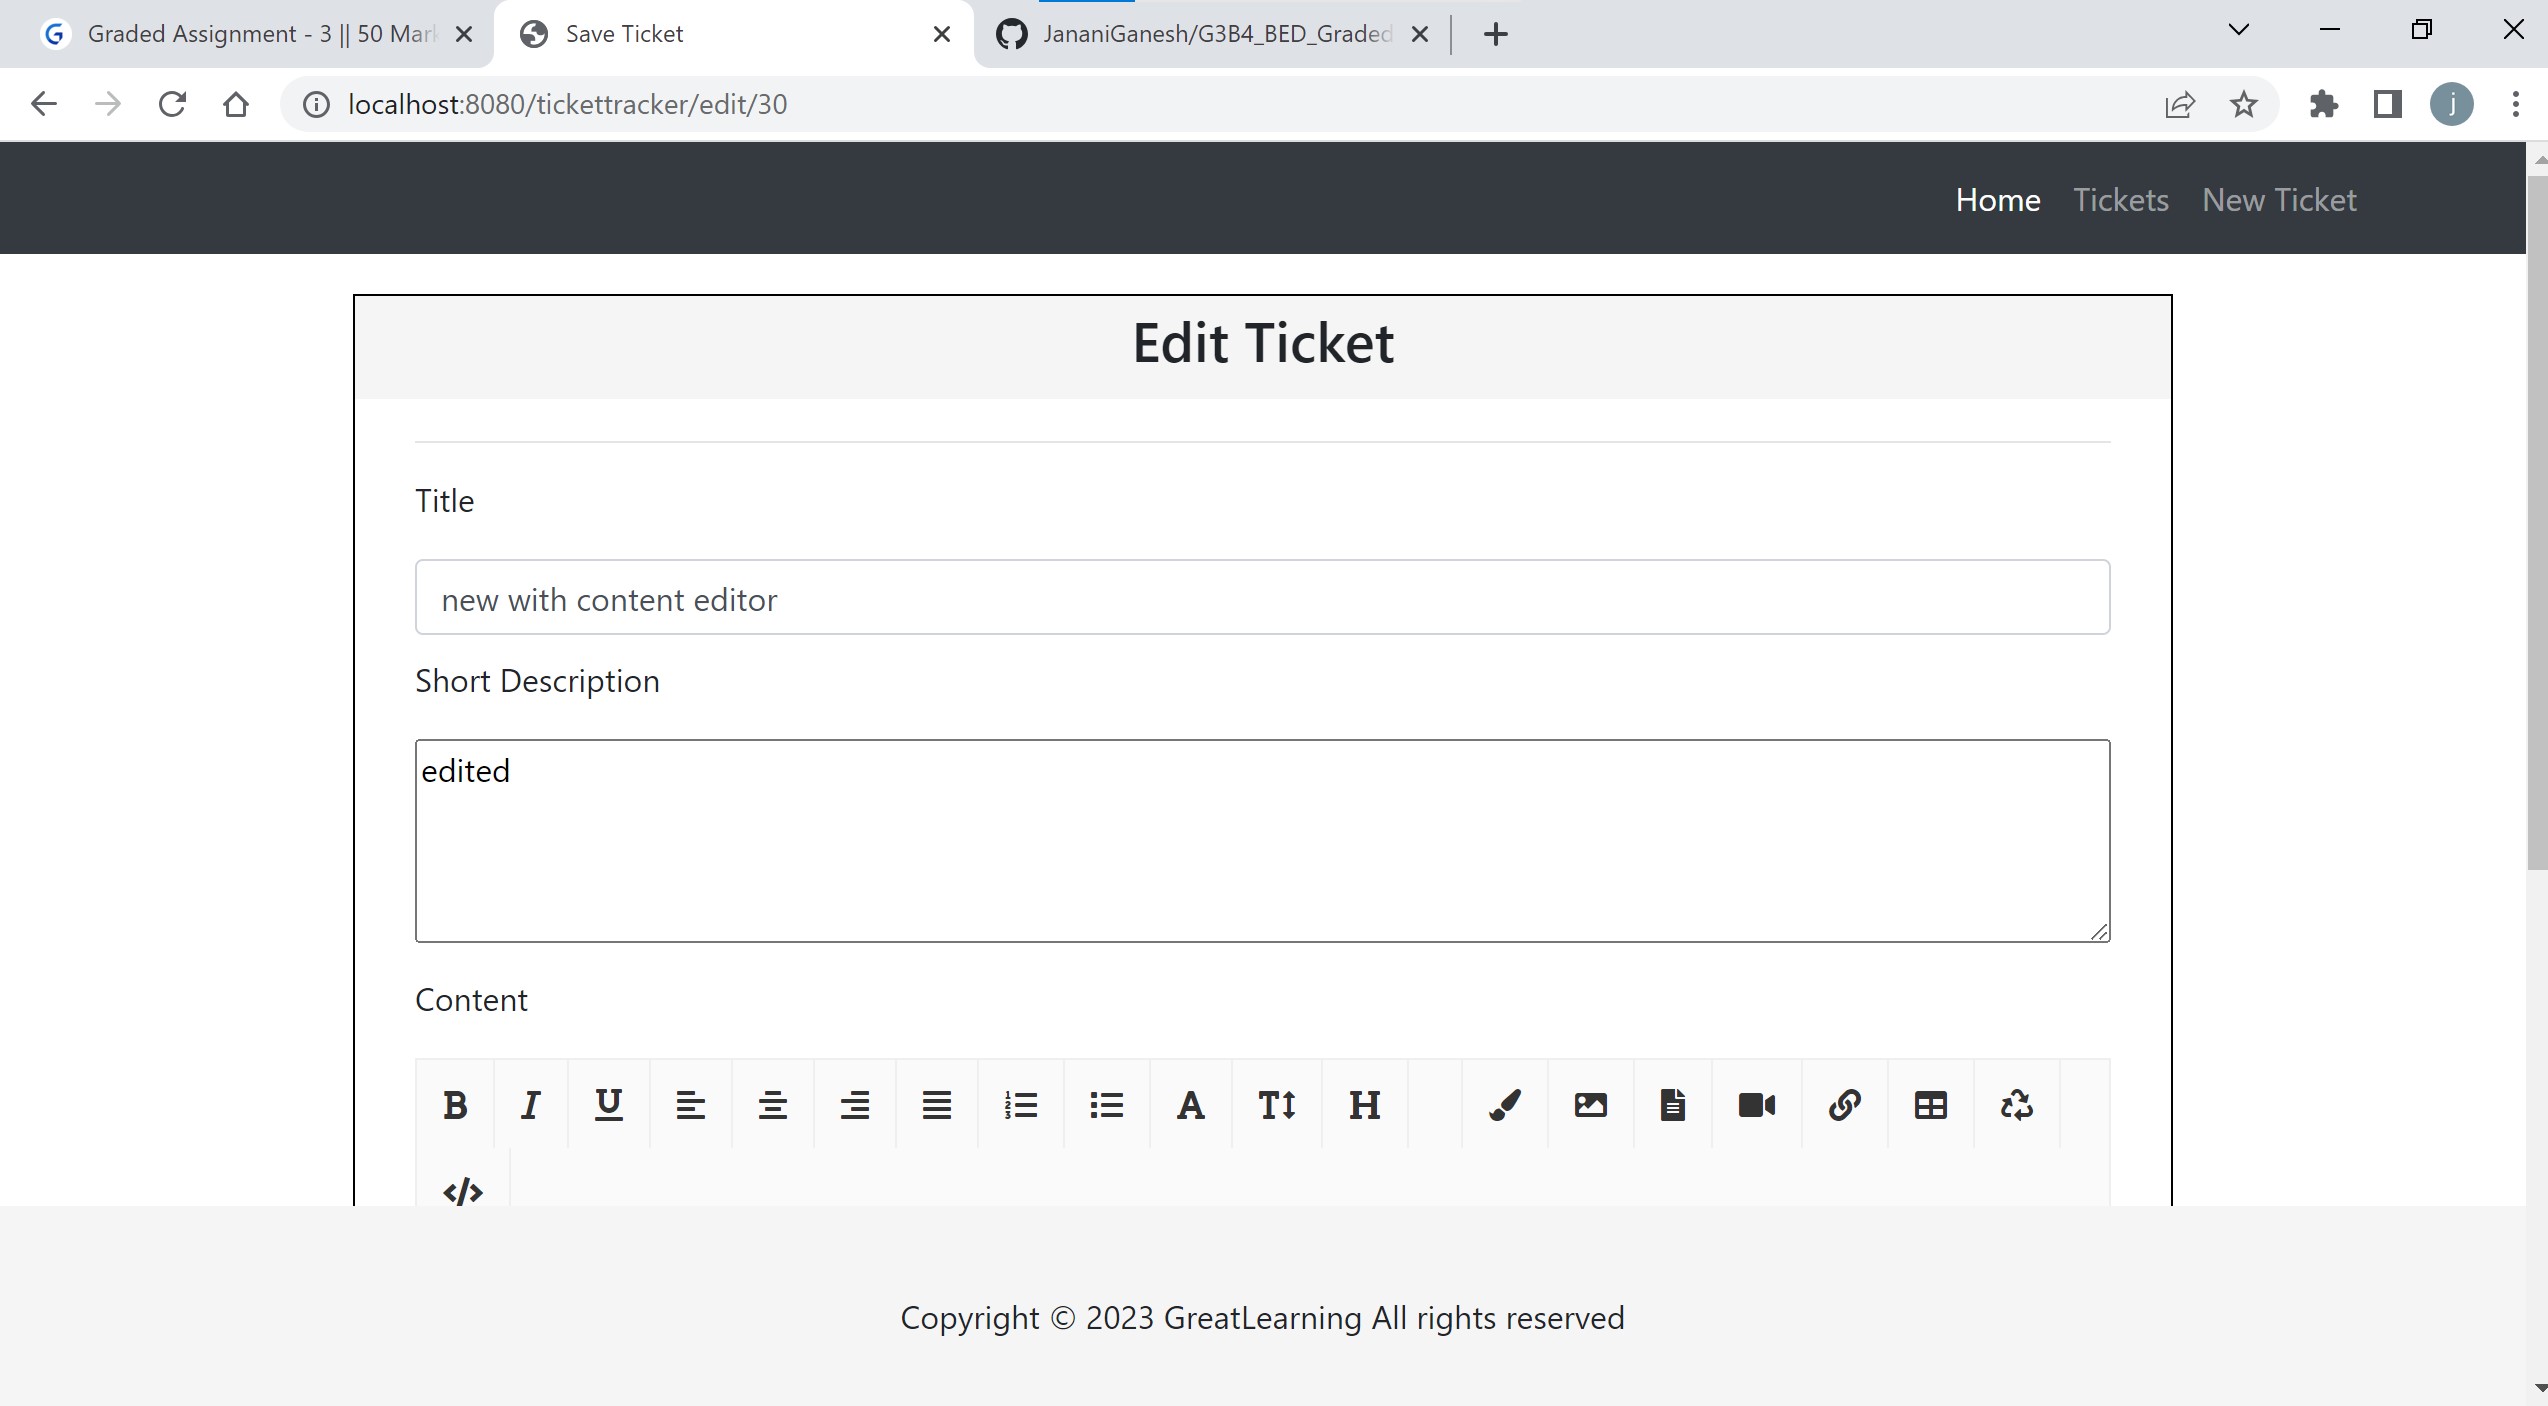 Graded Assignment - 3 || 50 Mark
Save Ticket
JananiGanesh/G3B4_BED_Graded
localhost:8080/tickettracker/edit/30
j
Home Tickets New Ticket
Edit Ticket
Title
new with content editor
Short Description
edited
Content
B I U A T H
</>
Copyright © 2023 GreatLearning All rights reserved